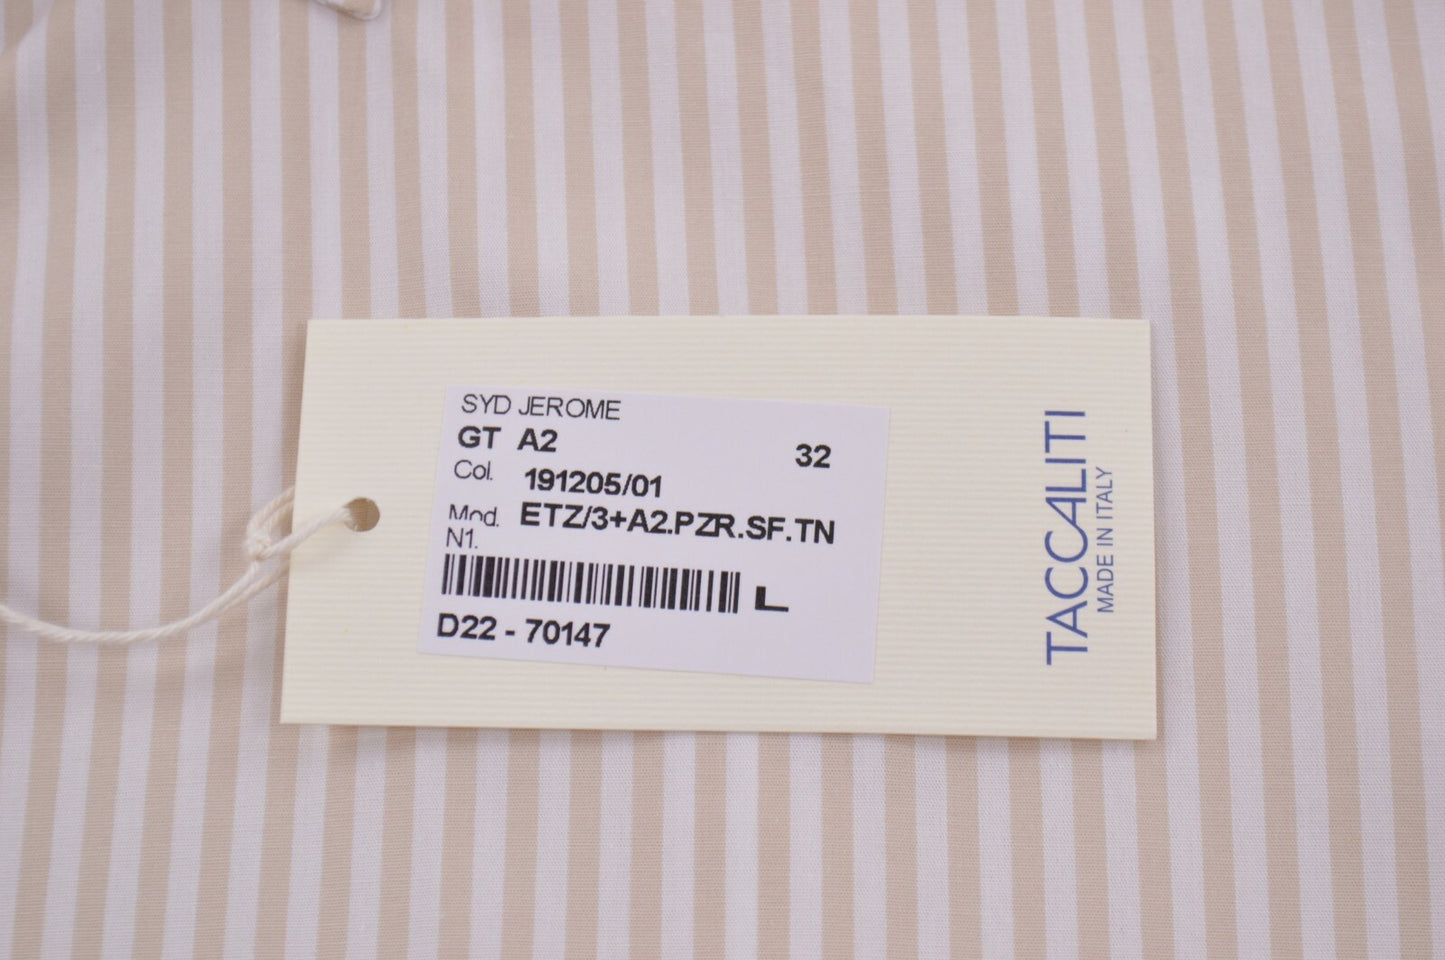 SYD JEROME
GT A2 32
Col. 191205/01
Mod. ETZ/3+A2.PZR.SF.TN
N1.
L
D22 - 70147
TACCALITI
MADE IN ITALY